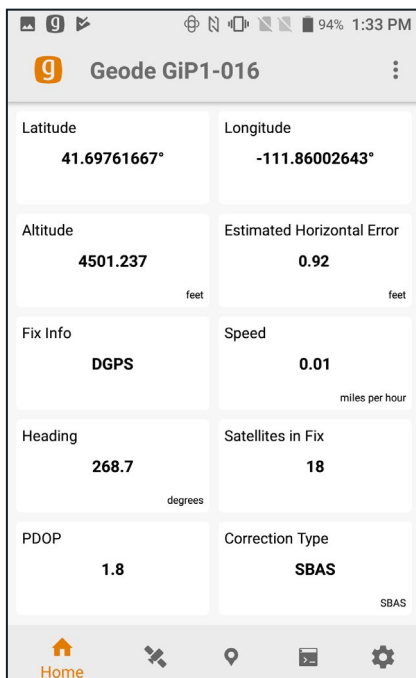 94% 1:33 PM
g Geode GiP1-016
Latitude
41.69761667°
Longitude
-111.86002643°
Altitude
4501.237
feet
Estimated Horizontal Error
0.92
feet
Fix Info
DGPS
Speed
0.01
miles per hour
Heading
268.7
degrees
Satellites in Fix
18
PDOP
1.8
Correction Type
SBAS
SBAS
Home